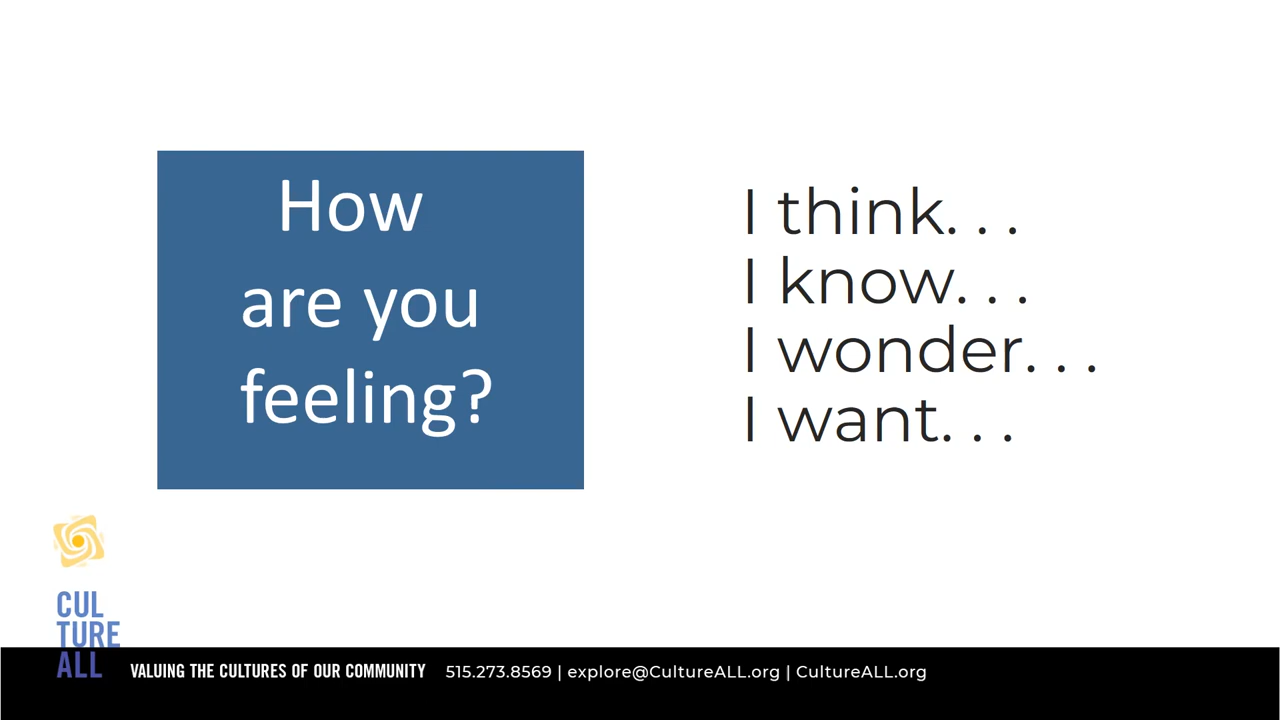 How
are you
feeling?
I think. . .
I know. . .
I wonder. . .
I want. . .
CUL
TURE
ALL
VALUING THE CULTURES OF OUR COMMUNITY 515.273.8569 | explore@CultureALL.org | CultureALL.org